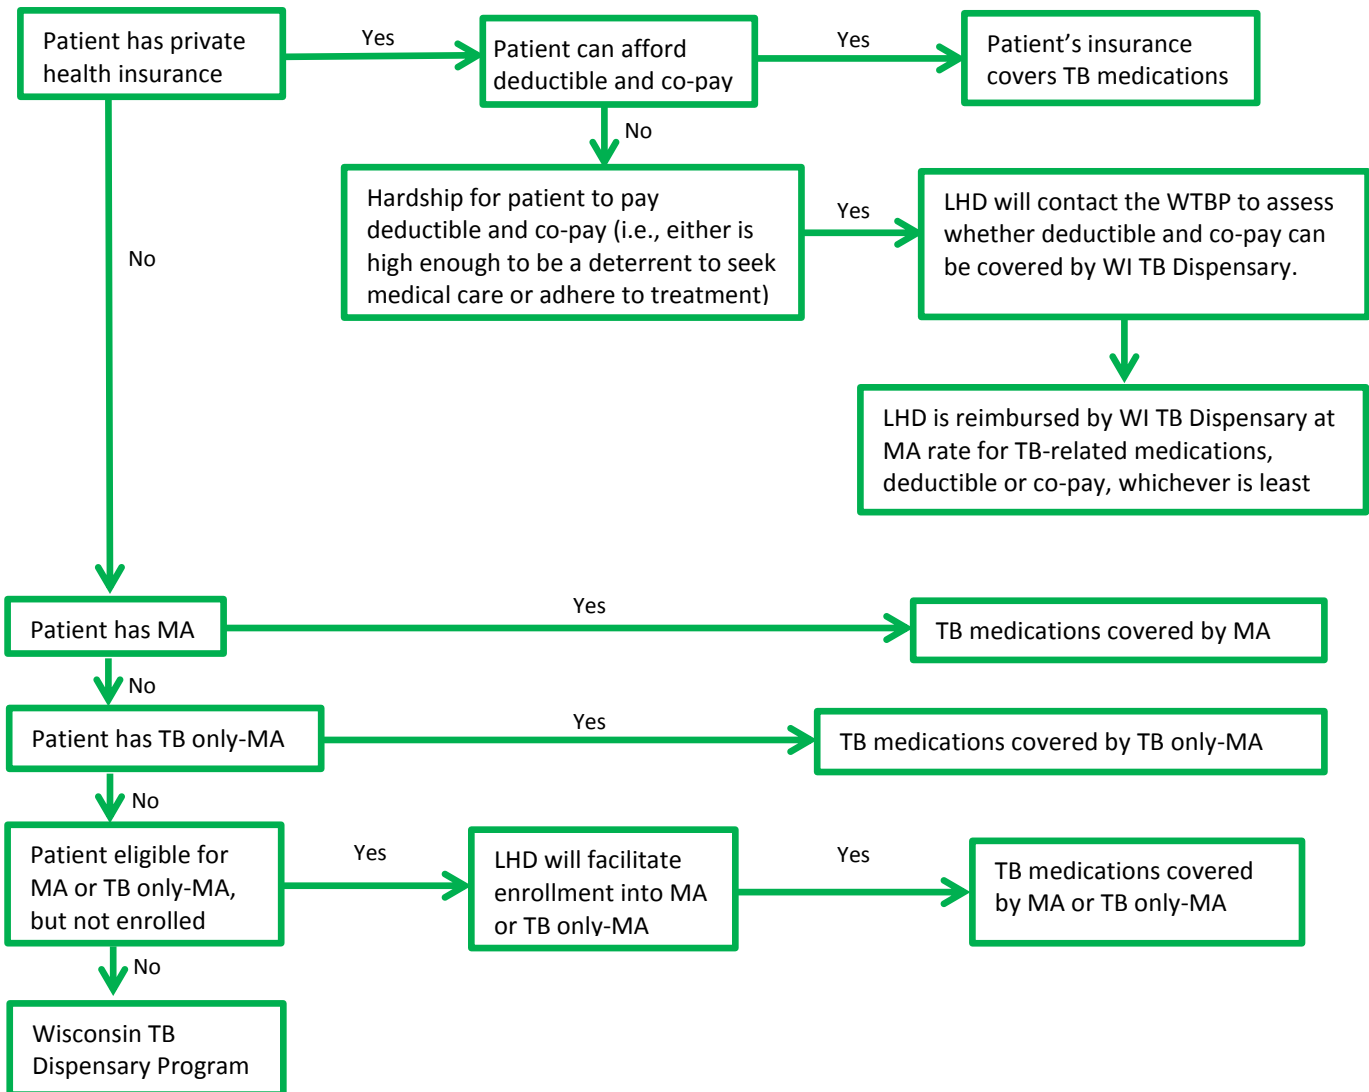 Patient has private
health insurance
Yes
Patient can afford
deductible and co-pay
Yes
Patient's insurance
covers TB medications
No
Hardship for patient to pay
deductible and co-pay (i.e., either is
high enough to be a deterrent to seek
medical care or adhere to treatment)
Yes
LHD will contact the WTBP to assess
whether deductible and co-pay can
be covered by WI TB Dispensary.
LHD is reimbursed by WI TB Dispensary at
MA rate for TB-related medications,
deductible or co-pay, whichever is least
No
Patient has MA
Yes
TB medications covered by MA
No
Patient has TB only-MA
Yes
TB medications covered by TB only-MA
No
Patient eligible for
MA or TB only-MA,
but not enrolled
Yes
LHD will facilitate
enrollment into MA
or TB only-MA
Yes
TB medications covered
by MA or TB only-MA
No
Wisconsin TB
Dispensary Program